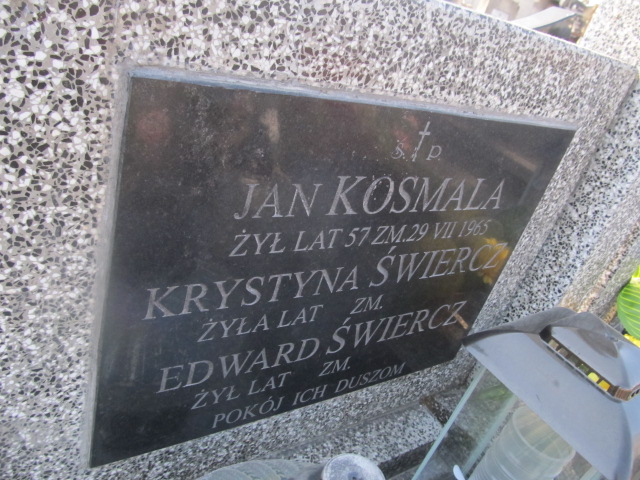 Ś. P.
JAN KOSMALA
ŻYŁ LAT 57 ZM. 29 VII 1965
KRYSTYNA ŚWIERCZ
ŻYŁA LAT ZM.
EDWARD ŚWIERCZ
ŻYŁ LAT ZM.
POKÓJ ICH DUSZOM